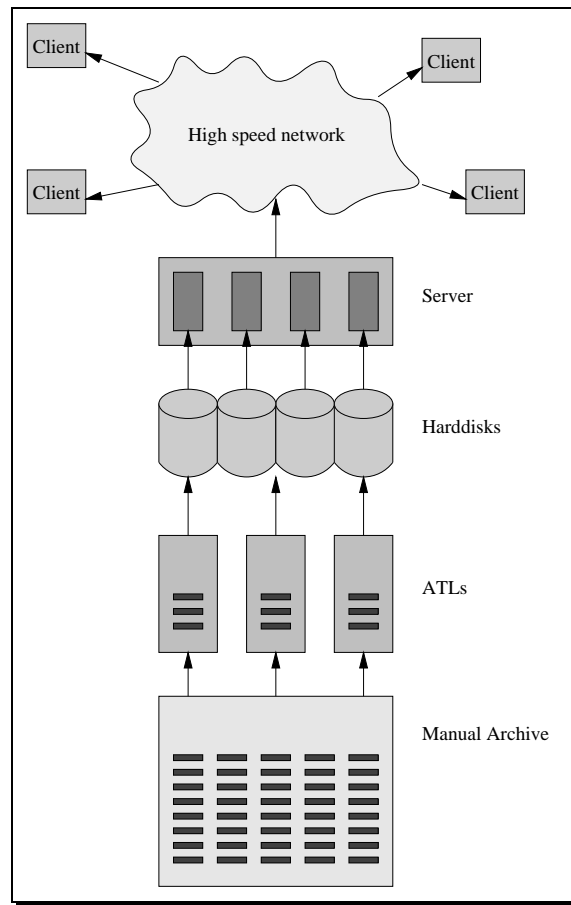 Client
Client
High speed network
Client
Client
Server
Harddisks
ATLs
Manual Archive